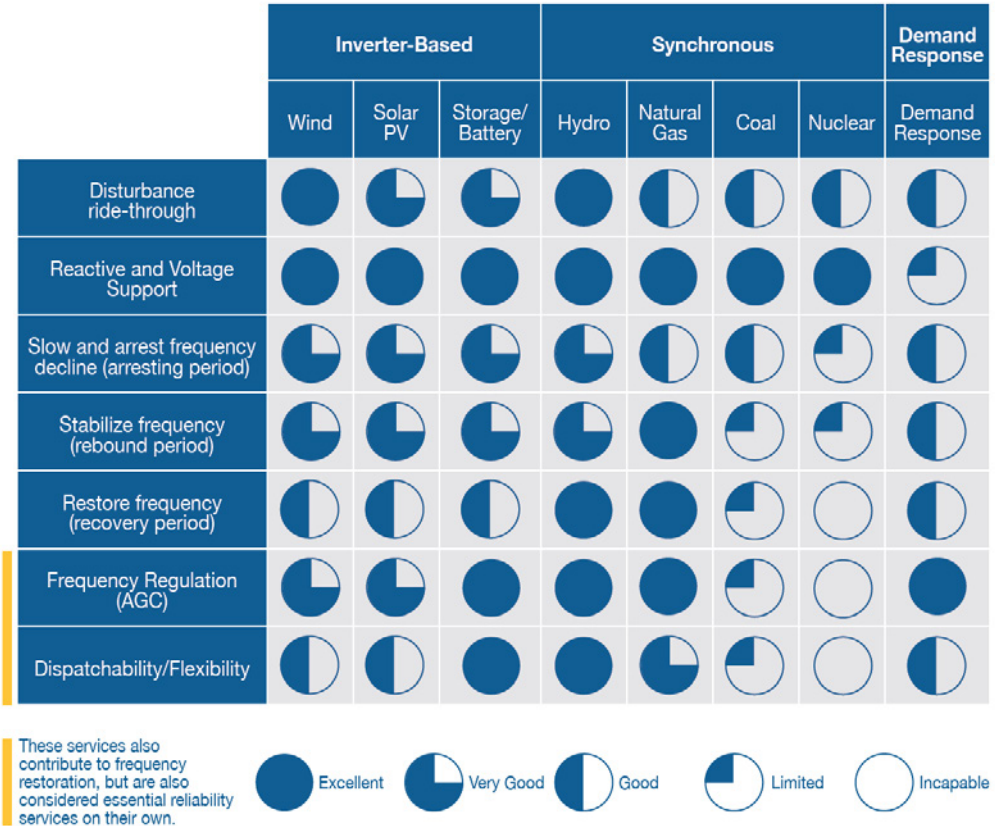 Inverter-Based
Synchronous
Demand
Response
Wind
Solar
PV
Storage/
Battery
Hydro
Natural
Gas
Coal
Nuclear
Demand
Response
Disturbance
ride-through
Reactive and Voltage
Support
Slow and arrest frequency
decline (arresting period)
Stabilize frequency
(rebound period)
Restore frequency
(recovery period)
Frequency Regulation
(AGC)
Dispatchability/Flexibility
These services also
contribute to frequency
restoration, but are also
considered essential reliability
services on their own.
Excellent
Very Good
Good
Limited
Incapable